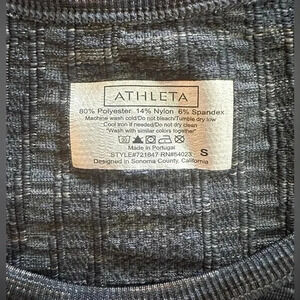 ATHLETA
80% Polyester 14% Nylon 6% Spandex
Machine wash cold/Do not bleach/Tumble dry low
Cool iron if needed/Do not dry clean
"Wash with similar colors together"
Made in Portugal
STYLE#721647-RN#54023
Designed in Sonoma County, California
S